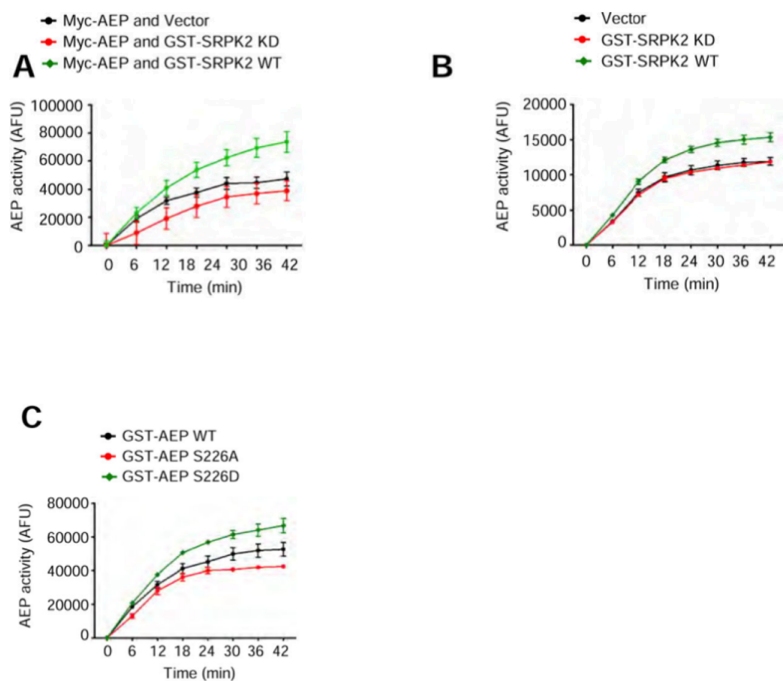 Myc-AEP and Vector
Myc-AEP and GST-SRPK2 KD
Myc-AEP and GST-SRPK2 WT
A
AEP activity (AFU)
100000
80000
60000
40000
20000
0
0 6 12 18 24 30 36 42
Time (min)
Vector
GST-SRPK2 KD
GST-SRPK2 WT
B
AEP activity (AFU)
20000
15000
10000
5000
0
0 6 12 18 24 30 36 42
Time (min)
C
GST-AEP WT
GST-AEP S226A
GST-AEP S226D
AEP activity (AFU)
80000
60000
40000
20000
0
0 6 12 18 24 30 36 42
Time (min)